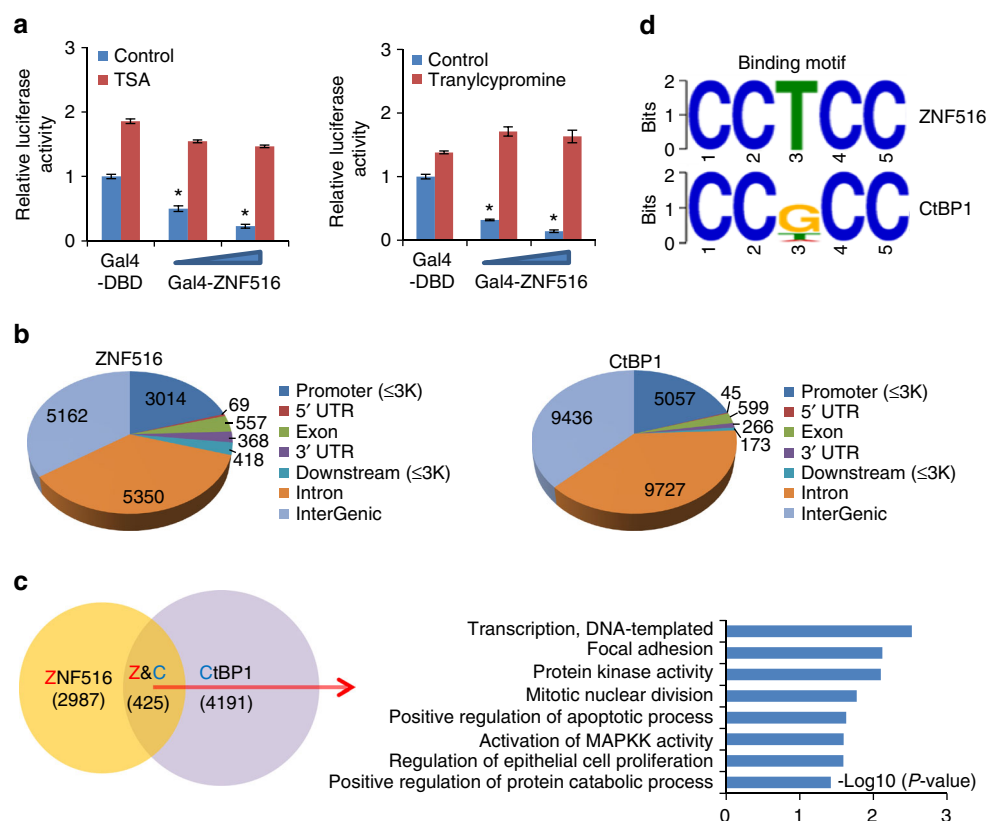 a
3
2
1
0
Relative luciferase
activity
Control
TSA
*
*
Gal4
-DBD
Gal4-ZNF516
3
2
1
0
Relative luciferase
activity
Control
Tranylcypromine
*
*
Gal4
-DBD
Gal4-ZNF516
d
Binding motif
Bits
2
1
0
CCTCC
1 2 3 4 5
ZNF516
Bits
2
1
0
CCGCC
1 2 3 4 5
CtBP1
b
ZNF516
3014
69
557
368
418
5350
5162
Promoter (≤3K)
5′ UTR
Exon
3′ UTR
Downstream (≤3K)
Intron
InterGenic
CtBP1
5057
45
599
266
173
9727
9436
Promoter (≤3K)
5′ UTR
Exon
3′ UTR
Downstream (≤3K)
Intron
InterGenic
c
ZNF516
(2987)
Z&C
(425)
CtBP1
(4191)
Transcription, DNA-templated
Focal adhesion
Protein kinase activity
Mitotic nuclear division
Positive regulation of apoptotic process
Activation of MAPKK activity
Regulation of epithelial cell proliferation
Positive regulation of protein catabolic process
-Log10 (P-value)
0 1 2 3